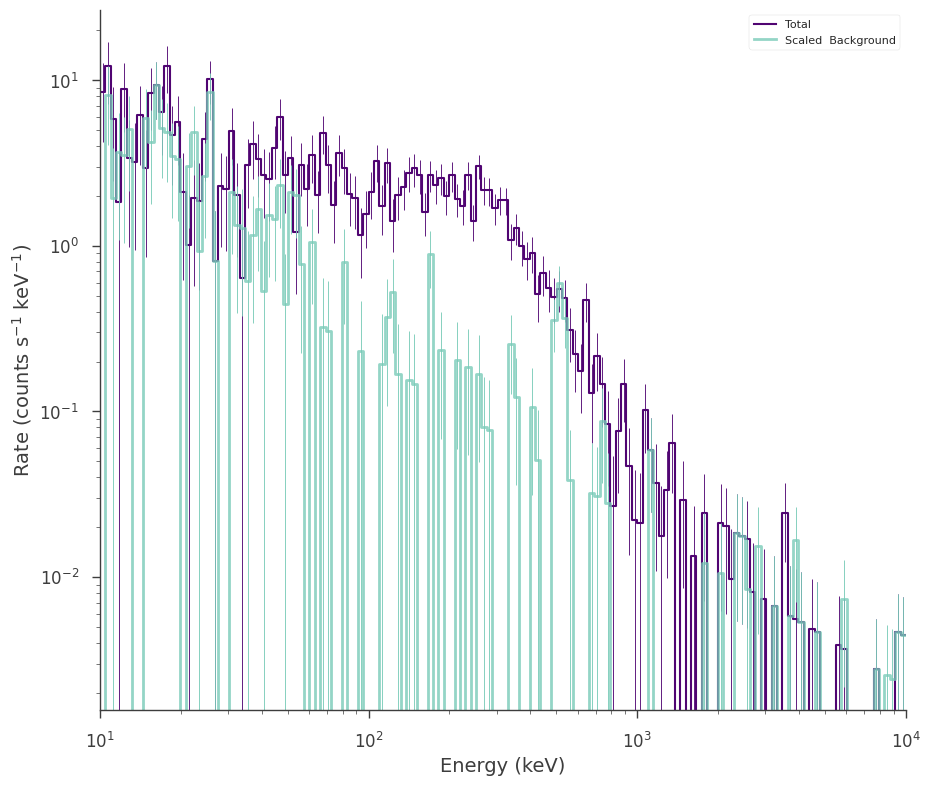 Total
Scaled  Background
Rate (counts s⁻¹ keV⁻¹)
10¹
10⁰
10⁻¹
10⁻²
10¹ 10² 10³ 10⁴
Energy (keV)